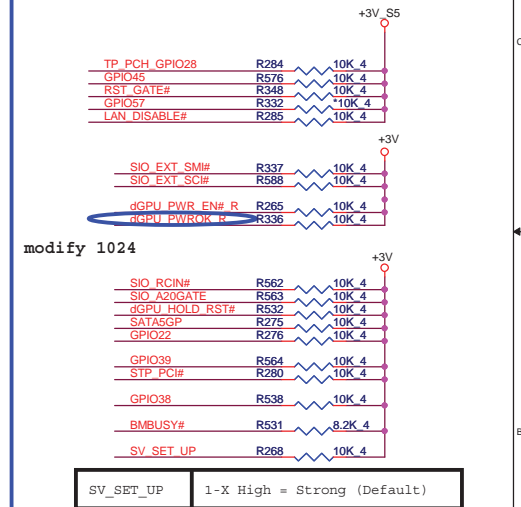 +3V_S5
TP_PCH_GPIO28 R284 10K_4
GPIO45 R576 10K_4
RST_GATE# R348 10K_4
GPIO57 R332 *10K_4
LAN_DISABLE# R285 10K_4
+3V
SIO_EXT_SMI# R337 10K_4
SIO_EXT_SCI# R588 10K_4
dGPU_PWR_EN#_R R265 10K_4
dGPU_PWROK_R R336 10K_4
modify 1024
+3V
SIO_RCIN# R562 10K_4
SIO_A20GATE R563 10K_4
dGPU_HOLD_RST# R532 10K_4
SATA5GP R275 10K_4
GPIO22 R276 10K_4
GPIO39 R564 10K_4
STP_PCI# R280 10K_4
GPIO38 R538 10K_4
BMBUSY# R531 8.2K_4
SV_SET_UP R268 10K_4
SV_SET_UP 1-X High = Strong (Default)
C
B